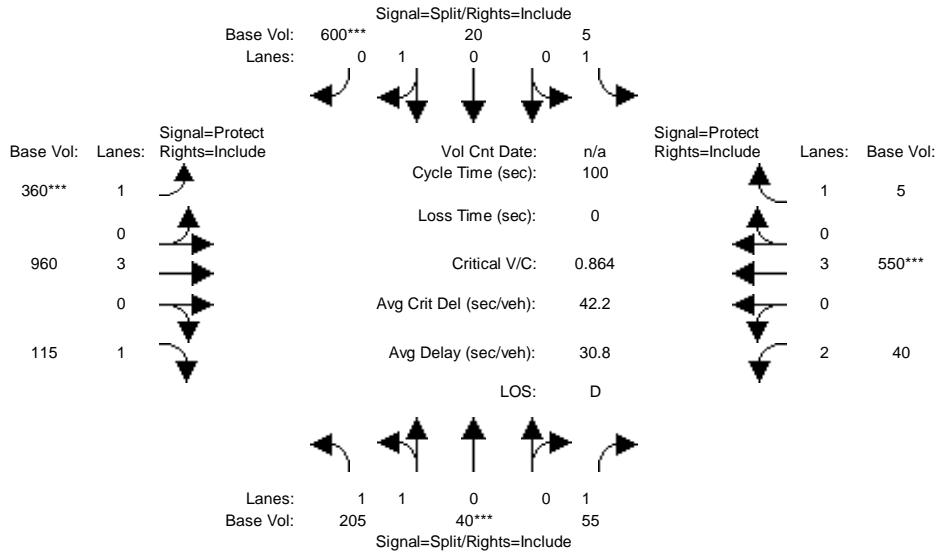 Signal=Split/Rights=Include
Base Vol: 600*** 20 5
Lanes: 0 1 0 0 1
Signal=Protect
Base Vol: Lanes: Rights=Include
Vol Cnt Date: n/a
Signal=Protect
Rights=Include Lanes: Base Vol:
Cycle Time (sec): 100
360*** 1
1 5
Loss Time (sec): 0
0
0
960 3
Critical V/C: 0.864
3 550***
0
Avg Crit Del (sec/veh): 42.2
0
115 1
Avg Delay (sec/veh): 30.8
2 40
LOS: D
Lanes: 1 1 0 0 1
Base Vol: 205 40*** 55
Signal=Split/Rights=Include